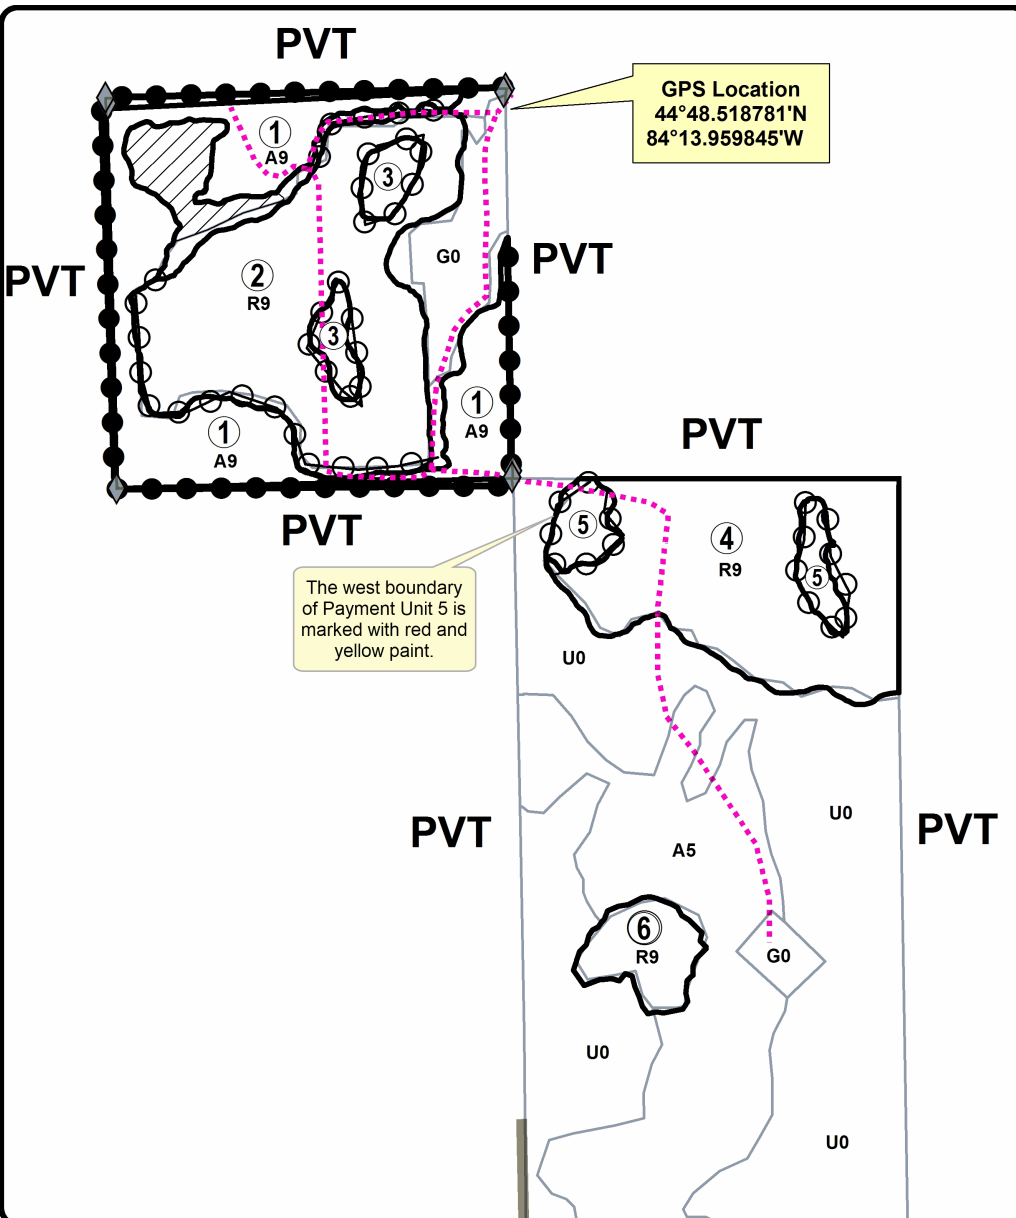 PVT
GPS Location
44°48.518781'N
84°13.959845'W
1
A9
3
G0
PVT
PVT
2
R9
3
1
A9
1
A9
PVT
PVT
5
4
R9
5
The west boundary
of Payment Unit 5 is
marked with red and
yellow paint.
U0
U0
PVT
PVT
A5
6
R9
G0
U0
U0